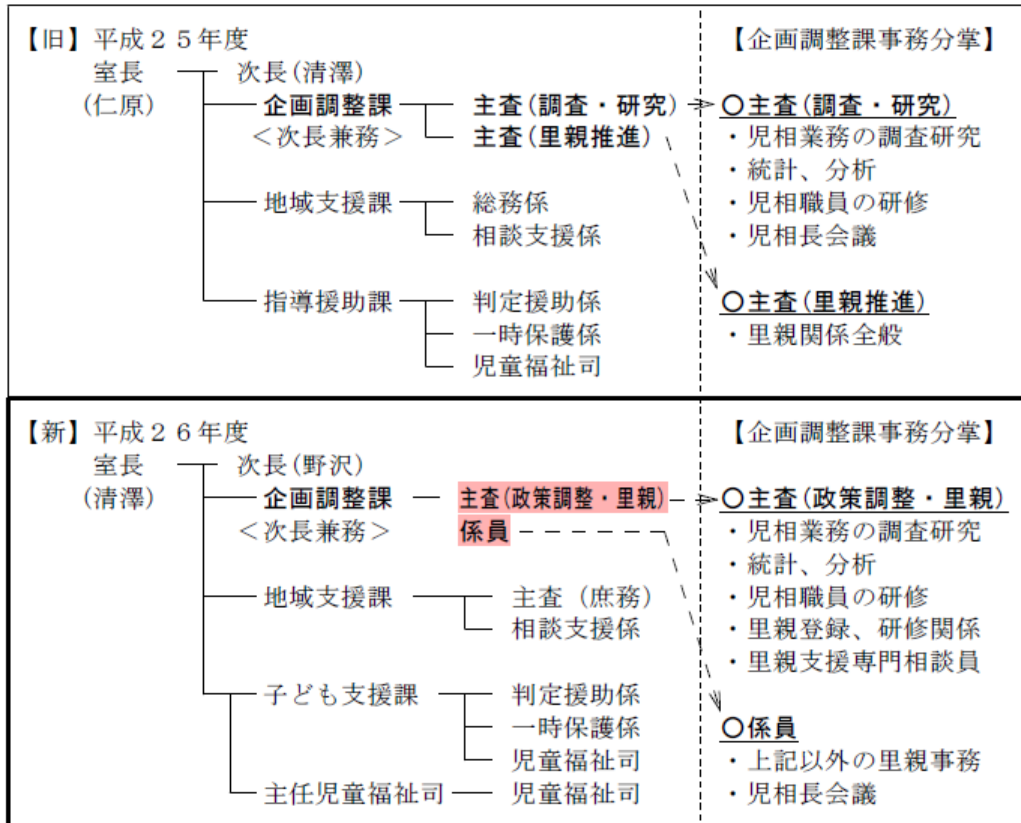 【旧】平成２５年度　【企画調整課事務分掌】
室長　次長(清澤)
(仁原)　企画調整課　主査(調査・研究)　〇主査(調査・研究)
＜次長兼務＞　主査(里親推進)　・児相業務の調査研究
・統計、分析
地域支援課　総務係　・児相職員の研修
相談支援係　・児相長会議
指導援助課　判定援助係　〇主査(里親推進)
一時保護係　・里親関係全般
児童福祉司
【新】平成２６年度　【企画調整課事務分掌】
室長　次長(野沢)
(清澤)　企画調整課　主査(政策調整・里親)　〇主査(政策調整・里親)
＜次長兼務＞　係員　・児相業務の調査研究
・統計、分析
地域支援課　主査（庶務）　・児相職員の研修
相談支援係　・里親登録、研修関係
・里親支援専門相談員
子ども支援課　判定援助係
一時保護係　〇係員
児童福祉司　・上記以外の里親事務
主任児童福祉司　児童福祉司　・児相長会議